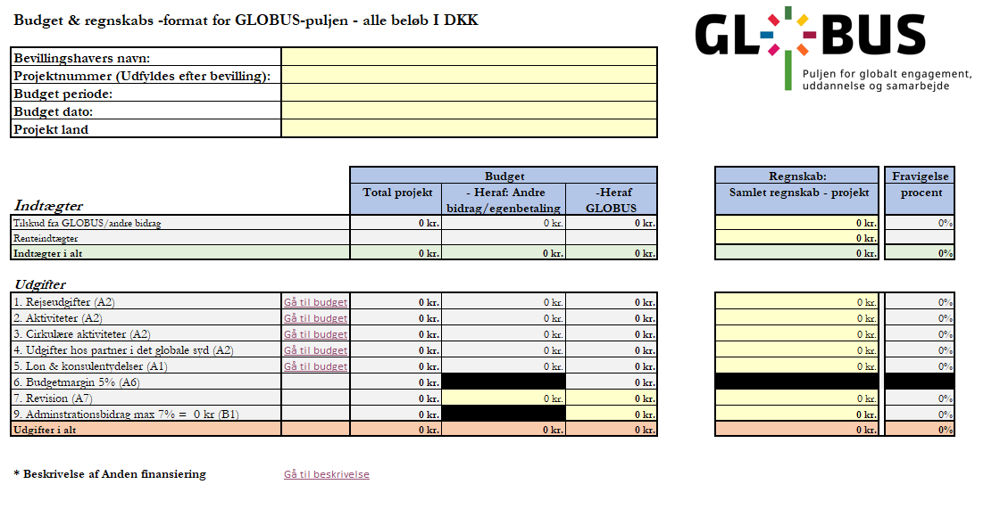 Budget & regnskabs -format for GLOBUS-puljen - alle beløb I DKK
GLOBUS
Puljen for globalt engagement,
uddannelse og samarbejde
Bevillingshavers navn:
Projektnummer (Udfyldes efter bevilling):
Budget periode:
Budget dato:
Projekt land
Budget Regnskab: Fravigelse
Total projekt - Heraf: Andre -Heraf Samlet regnskab - projekt procent
Indtægter bidrag/egenbetaling GLOBUS
Tilskud fra GLOBUS/andre bidrag 0 kr. 0 kr. 0 kr. 0 kr. 0%
Renteindtægter 0 kr.
Indtægter i alt 0 kr. 0 kr. 0 kr. 0 kr. 0%
Udgifter
1. Rejseudgifter (A2) Gå til budget 0 kr. 0 kr. 0 kr. 0 kr. 0%
2. Aktiviteter (A2) Gå til budget 0 kr. 0 kr. 0 kr. 0 kr. 0%
3. Cirkulære aktiviteter (A2) Gå til budget 0 kr. 0 kr. 0 kr. 0 kr. 0%
4. Udgifter hos partner i det globale syd (A2) Gå til budget 0 kr. 0 kr. 0 kr. 0 kr. 0%
5. Løn & konsulentydelser (A1) Gå til budget 0 kr. 0 kr. 0 kr. 0 kr. 0%
6. Budgetmargin 5% (A6) 0 kr. 0 kr.
7. Revision (A7) 0 kr. 0 kr. 0 kr. 0 kr. 0%
9. Adminstrationsbidrag max 7% = 0 kr (B1) 0 kr. 0 kr. 0 kr. 0%
Udgifter i alt 0 kr. 0 kr. 0 kr. 0 kr. 0%
* Beskrivelse af Anden finansiering Gå til beskrivelse